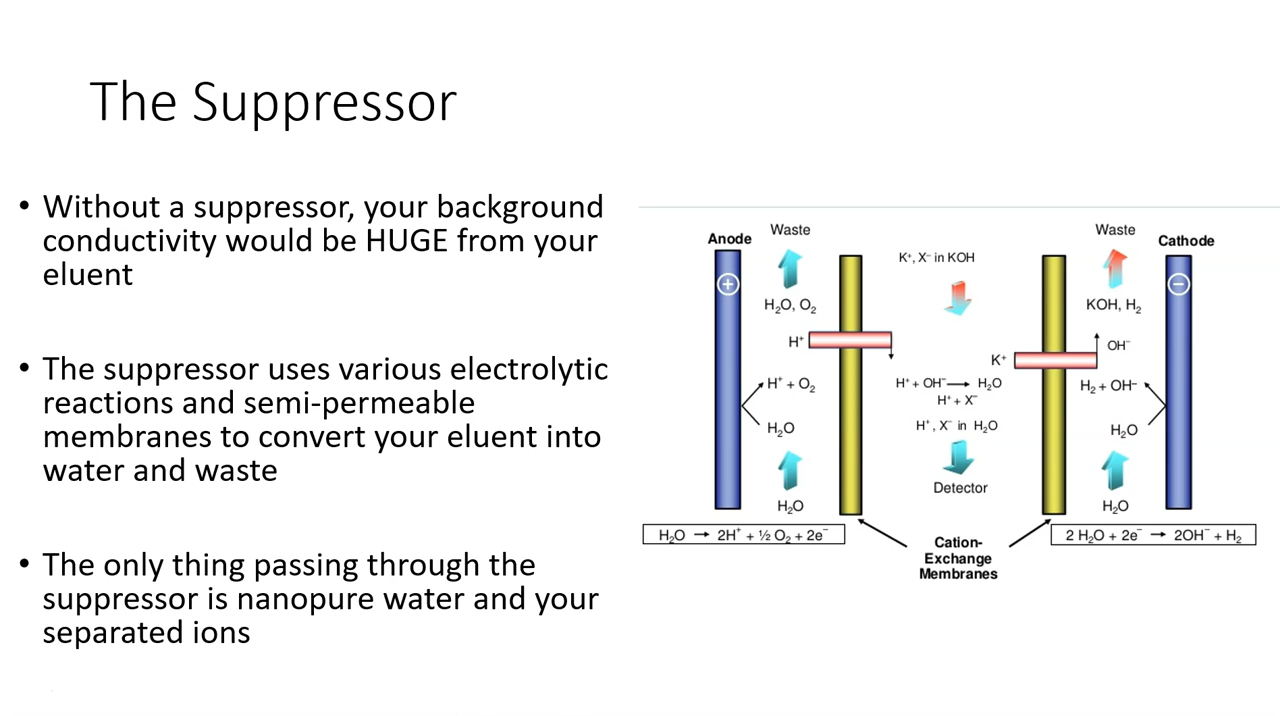 The Suppressor
• Without a suppressor, your background
conductivity would be HUGE from your
eluent
• The suppressor uses various electrolytic
reactions and semi-permeable
membranes to convert your eluent into
water and waste
• The only thing passing through the
suppressor is nanopure water and your
separated ions
Anode
Waste
+
H₂O, O₂
H⁺
H⁺ + O₂
H₂O
H₂O
H₂O → 2H⁺ + ½ O₂ + 2e⁻
K⁺, X⁻ in KOH
H⁺ + OH⁻ → H₂O
H⁺ + X⁻
H⁺, X⁻ in H₂O
Detector
Cation-
Exchange
Membranes
Waste
Cathode
−
KOH, H₂
OH⁻
K⁺
H₂ + OH⁻
H₂O
H₂O
2 H₂O + 2e⁻ → 2OH⁻ + H₂